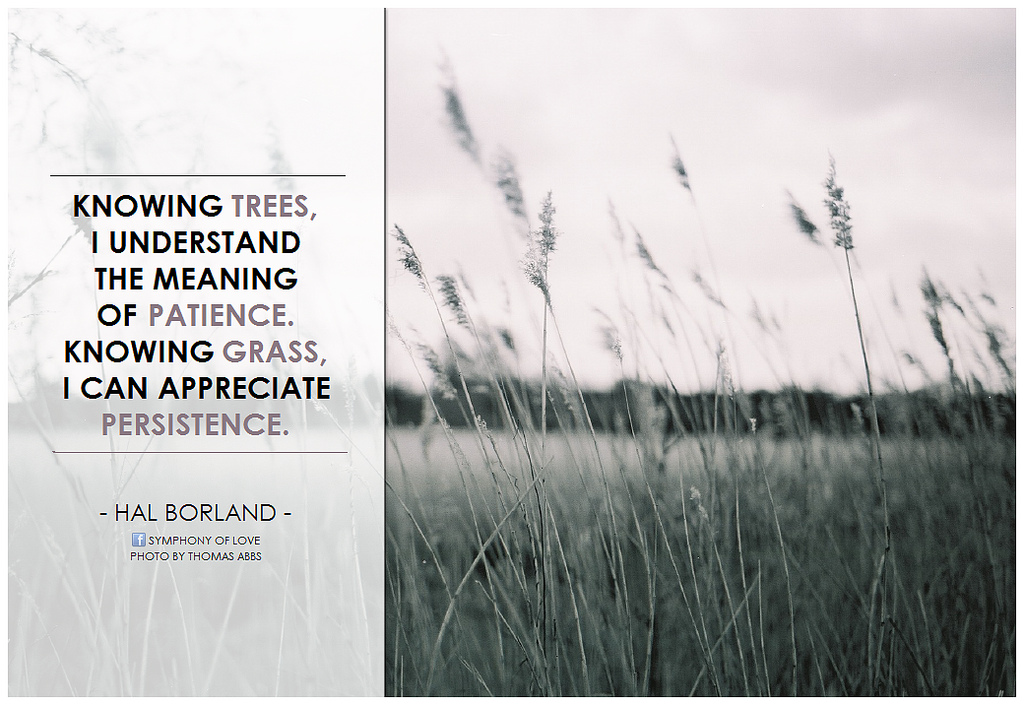 KNOWING TREES,
I UNDERSTAND
THE MEANING
OF PATIENCE.
KNOWING GRASS,
I CAN APPRECIATE
PERSISTENCE.
- HAL BORLAND -
f SYMPHONY OF LOVE
PHOTO BY THOMAS ABBS